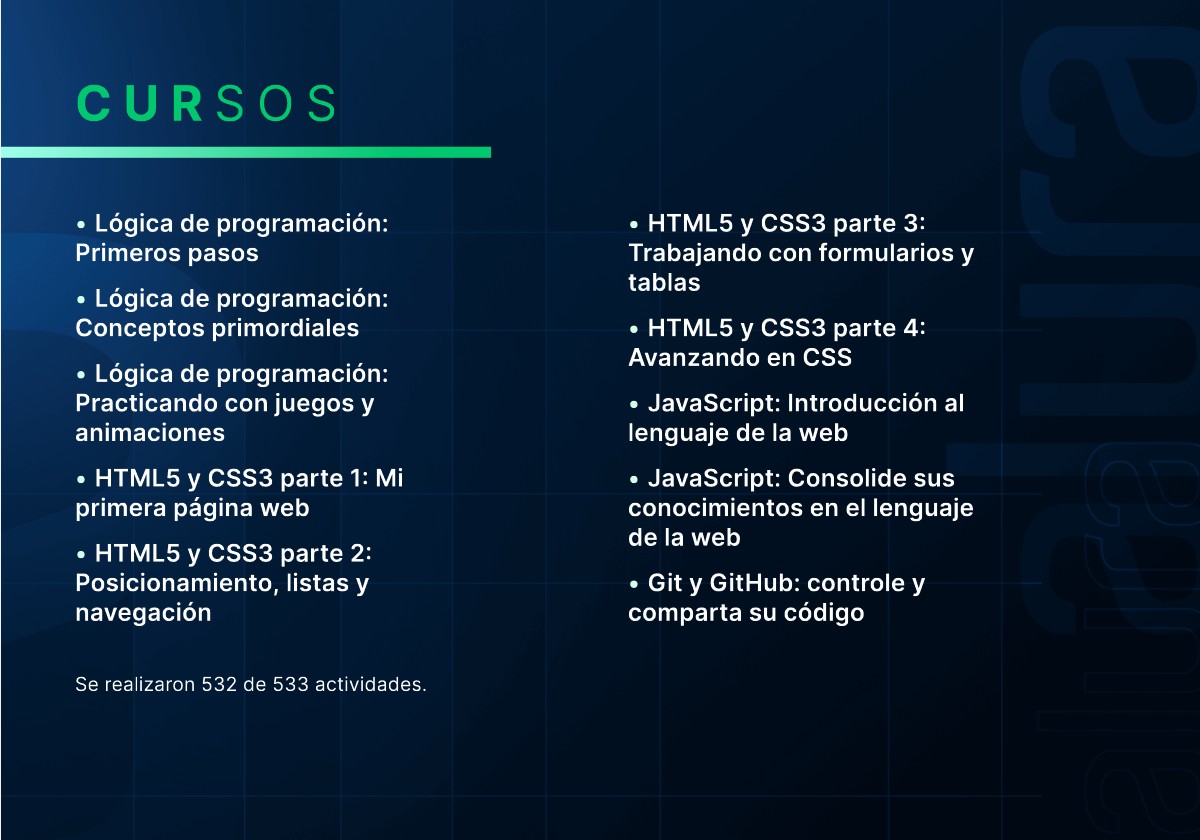 CURSOS
• Lógica de programación:
Primeros pasos
• Lógica de programación:
Conceptos primordiales
• Lógica de programación:
Practicando con juegos y
animaciones
• HTML5 y CSS3 parte 1: Mi
primera página web
• HTML5 y CSS3 parte 2:
Posicionamiento, listas y
navegación
• HTML5 y CSS3 parte 3:
Trabajando con formularios y
tablas
• HTML5 y CSS3 parte 4:
Avanzando en CSS
• JavaScript: Introducción al
lenguaje de la web
• JavaScript: Consolide sus
conocimientos en el lenguaje
de la web
• Git y GitHub: controle y
comparta su código
Se realizaron 532 de 533 actividades.
alura
alura